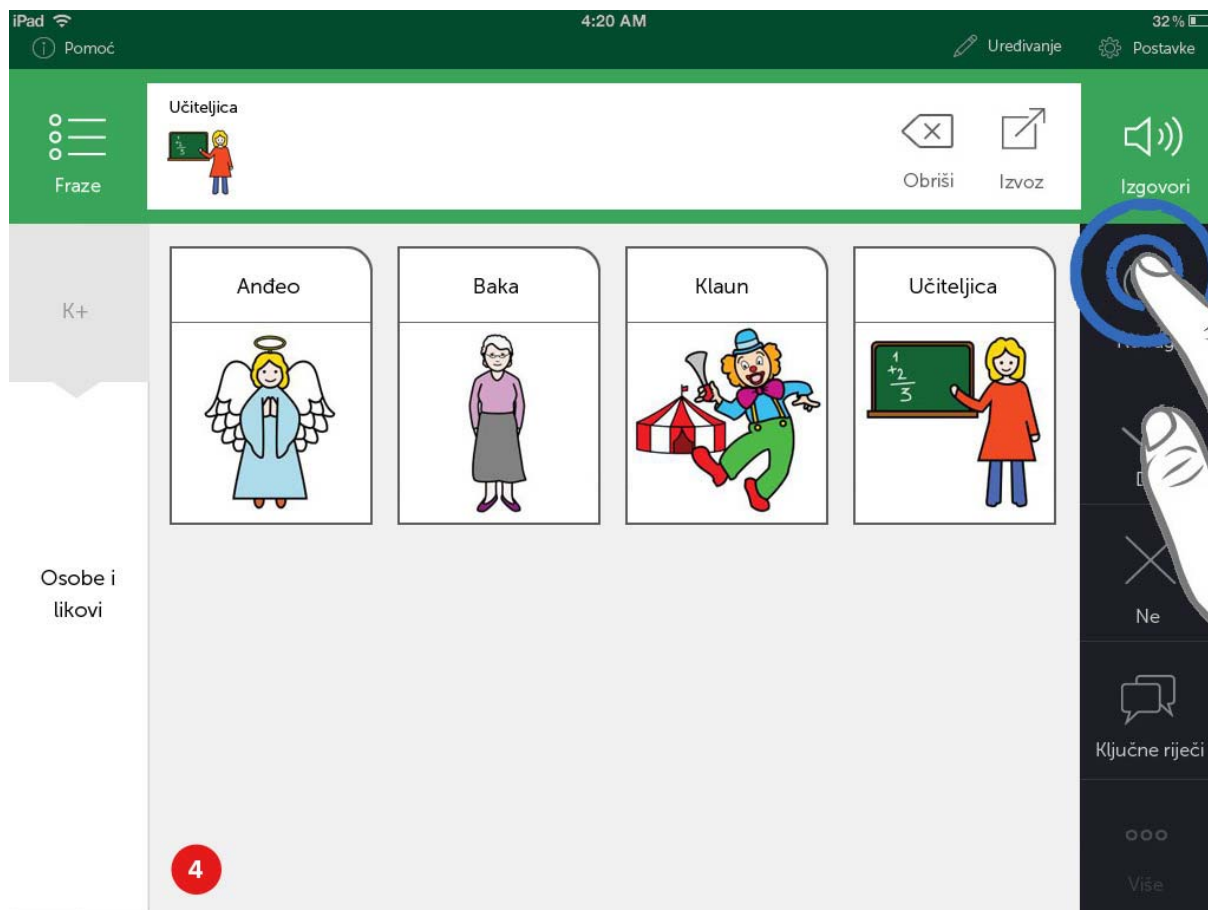 iPad 4:20 AM 32%
Pomoć Uređivanje Postavke
Učiteljica
Fraze Obriši Izvoz Izgovori
K+
Anđeo Baka Klaun Učiteljica
1
+2
3
Osobe i
likovi
Ne
Ključne riječi
4
Više